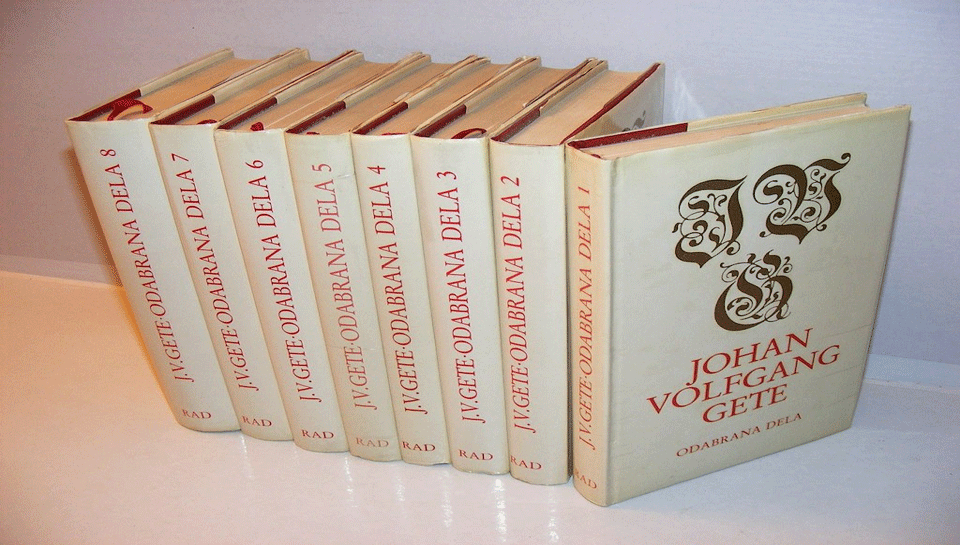 J.V.GETE·ODABRANA DELA 8
RAD
J.V.GETE·ODABRANA DELA 7
RAD
J.V.GETE·ODABRANA DELA 6
RAD
J.V.GETE·ODABRANA DELA 5
RAD
J.V.GETE·ODABRANA DELA 4
RAD
J.V.GETE·ODABRANA DELA 3
RAD
J.V.GETE·ODABRANA DELA 2
RAD
J.V.GETE·ODABRANA DELA 1
RAD
J V
G
JOHAN
VOLFGANG
GETE
ODABRANA DELA